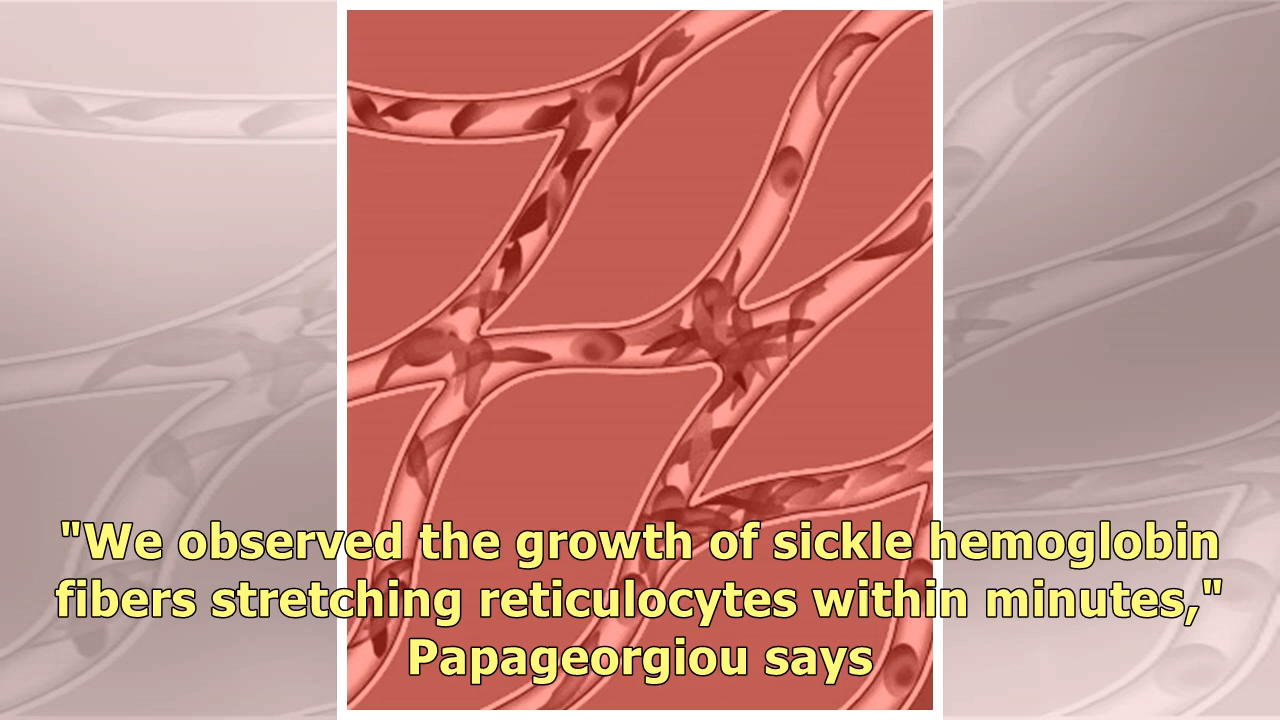 "We observed the growth of sickle hemoglobin
fibers stretching reticulocytes within minutes,"
Papageorgiou says